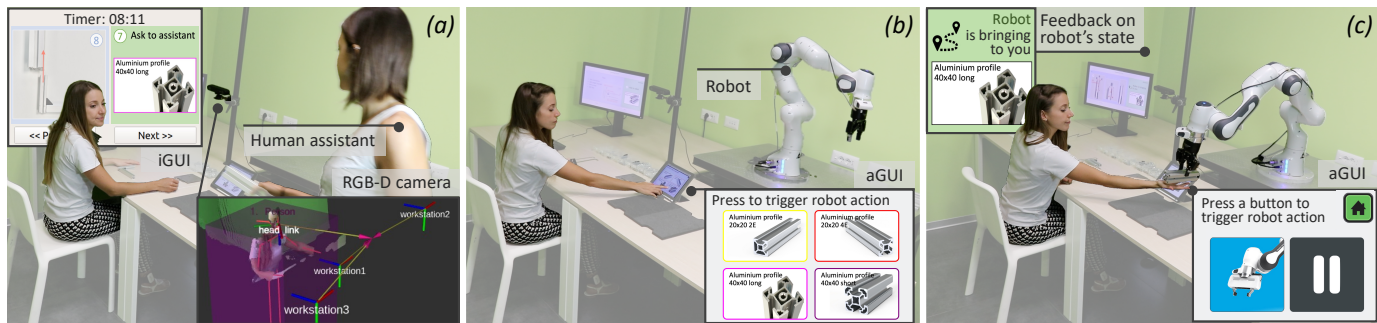 Timer: 08:11
(a)
8
7 Ask to assistant
Aluminium profile
40x40 long
Next >>
iGUI
Human assistant
RGB-D camera
1. Person
head_link
workstation2
workstation1
workstation3
(b)
Robot
aGUI
Press to trigger robot action
Aluminium profile
20x20 2E
Aluminium profile
20x20 4E
Aluminium profile
40x40 long
Aluminium profile
40x40 short
(c)
Robot
is bringing
to you
Feedback on
robot's state
Aluminium profile
40x40 long
aGUI
Press a button to
trigger robot action